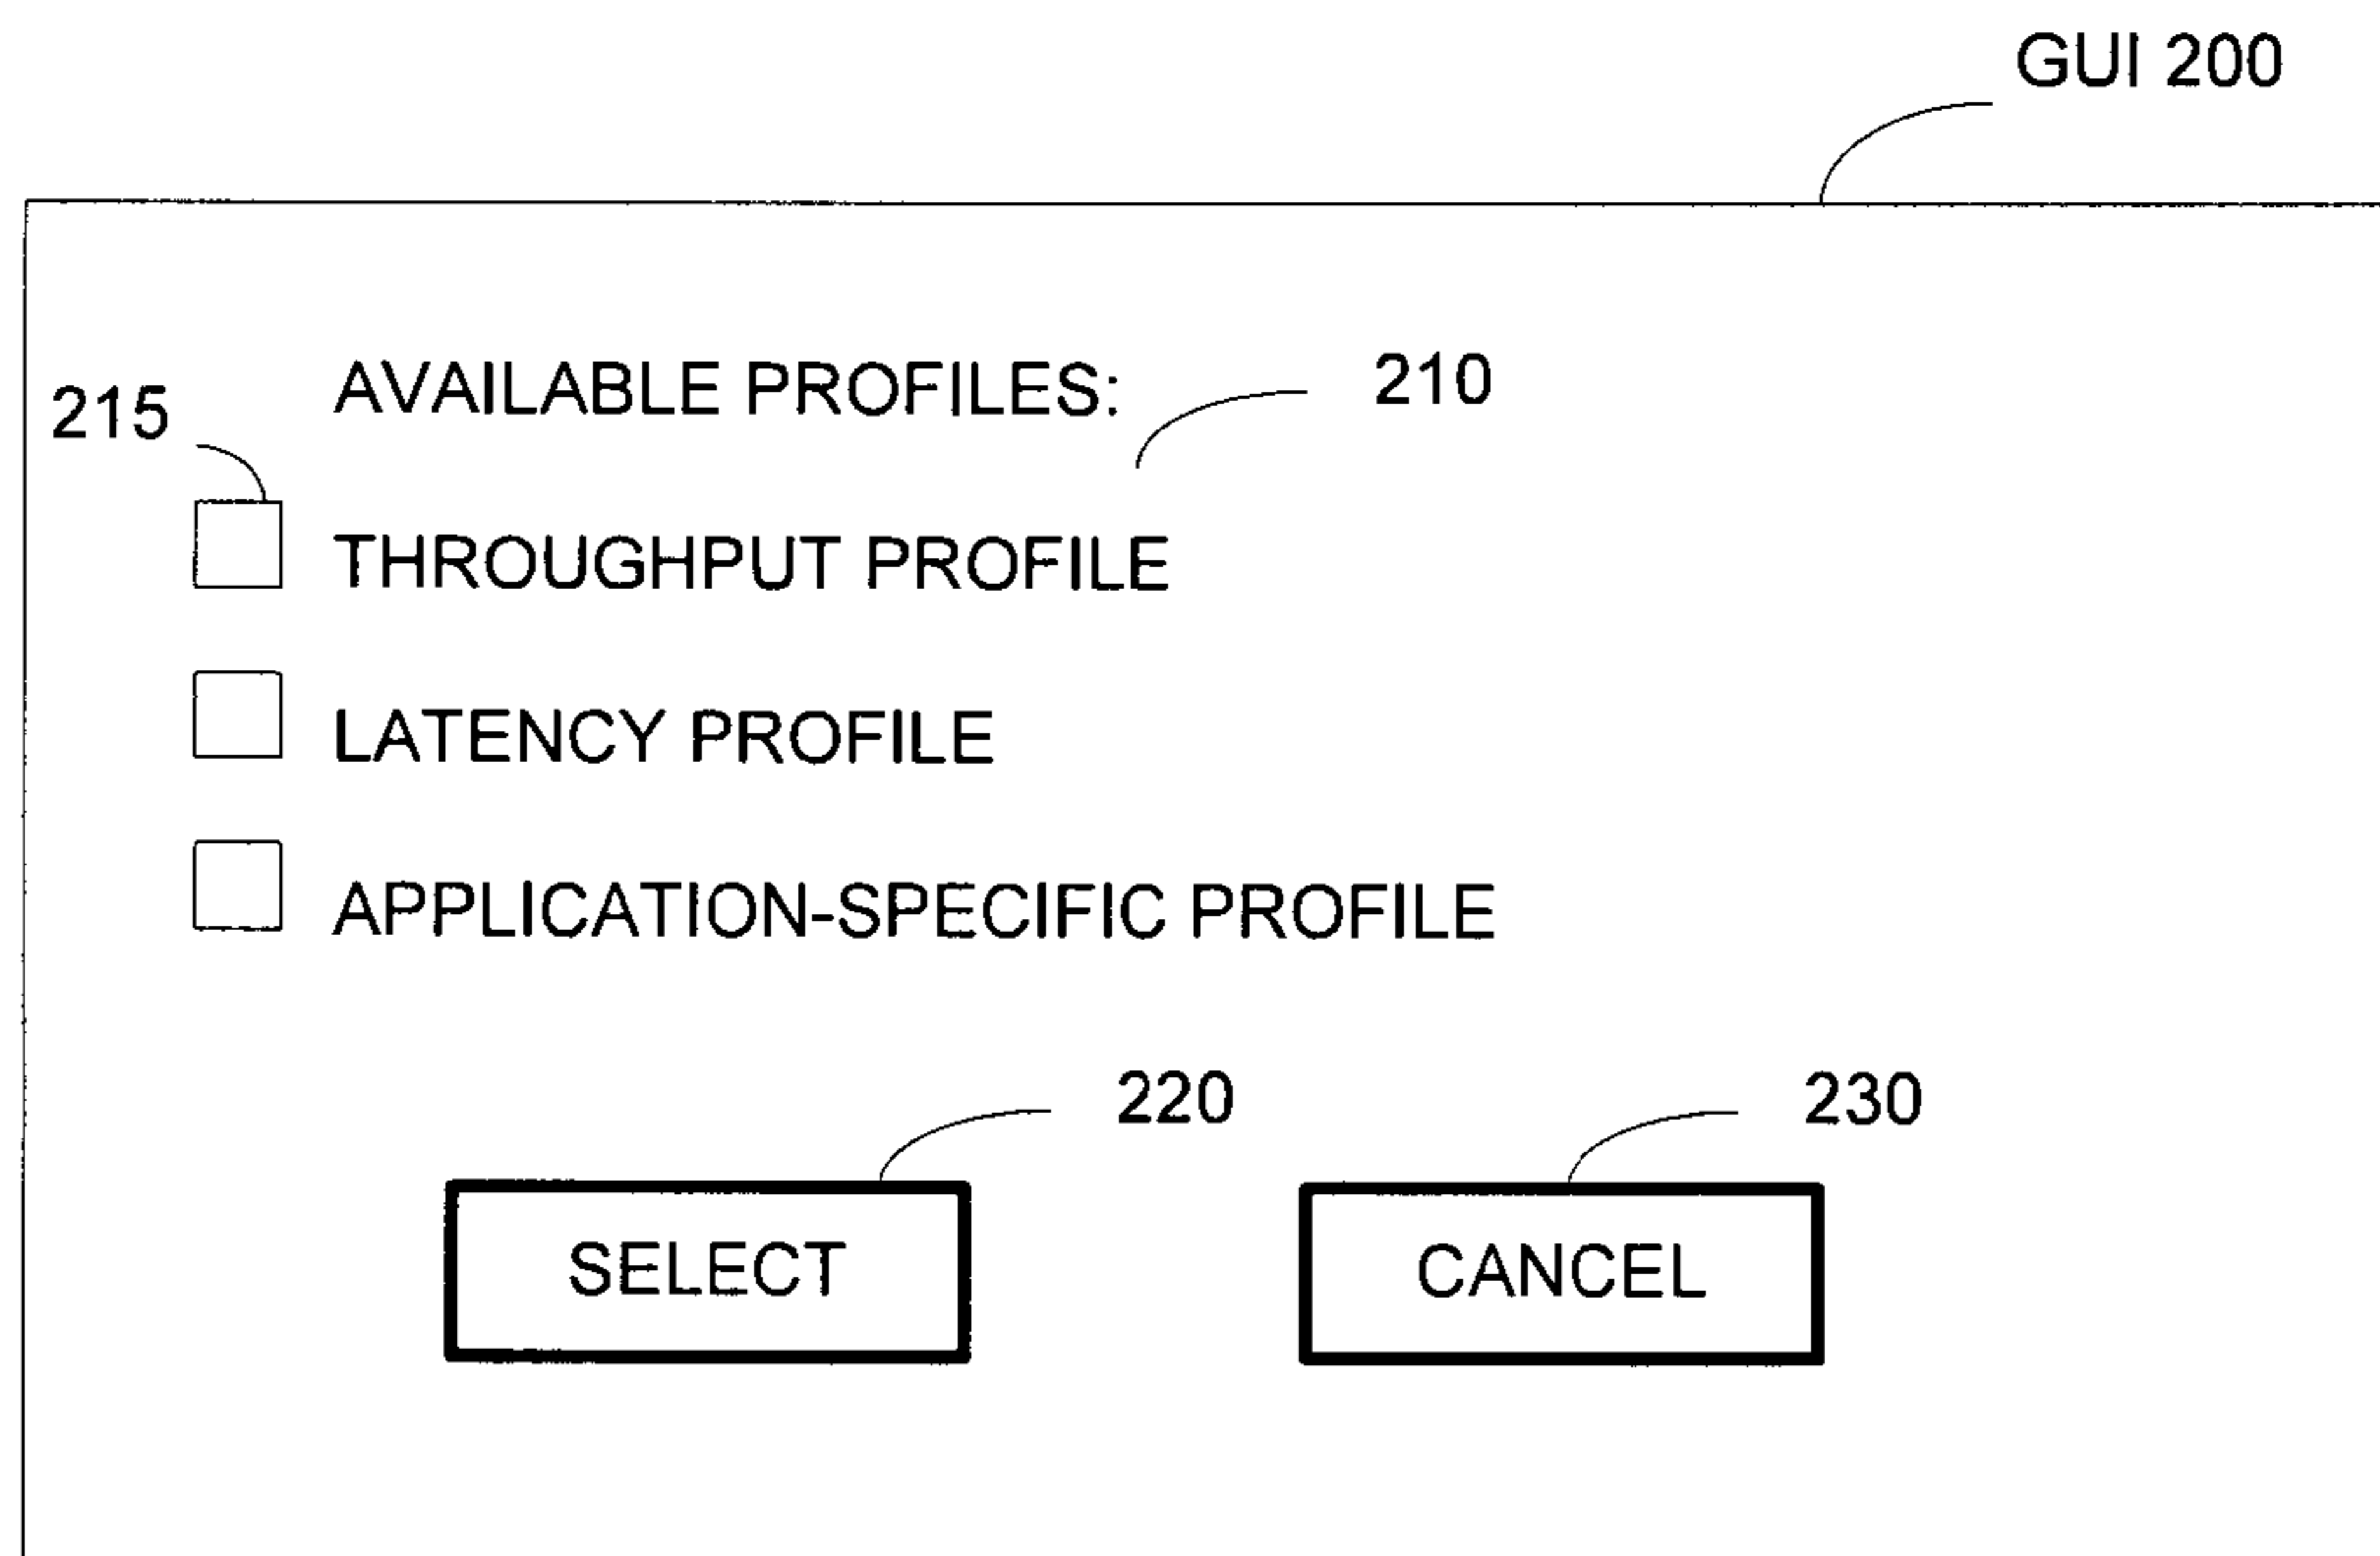 GUI 200
AVAILABLE PROFILES:
210
215
THROUGHPUT PROFILE
LATENCY PROFILE
APPLICATION-SPECIFIC PROFILE
220
230
SELECT
CANCEL